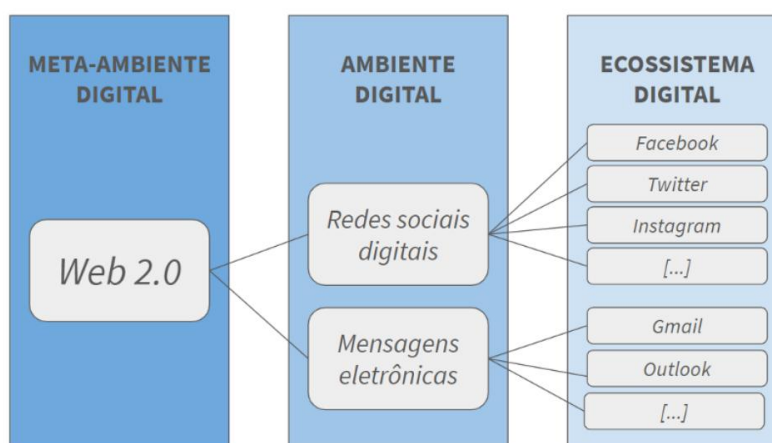 META-AMBIENTE
DIGITAL
Web 2.0
AMBIENTE
DIGITAL
Redes sociais
digitais
Mensagens
eletrônicas
ECOSSISTEMA
DIGITAL
Facebook
Twitter
Instagram
[...]
Gmail
Outlook
[...]